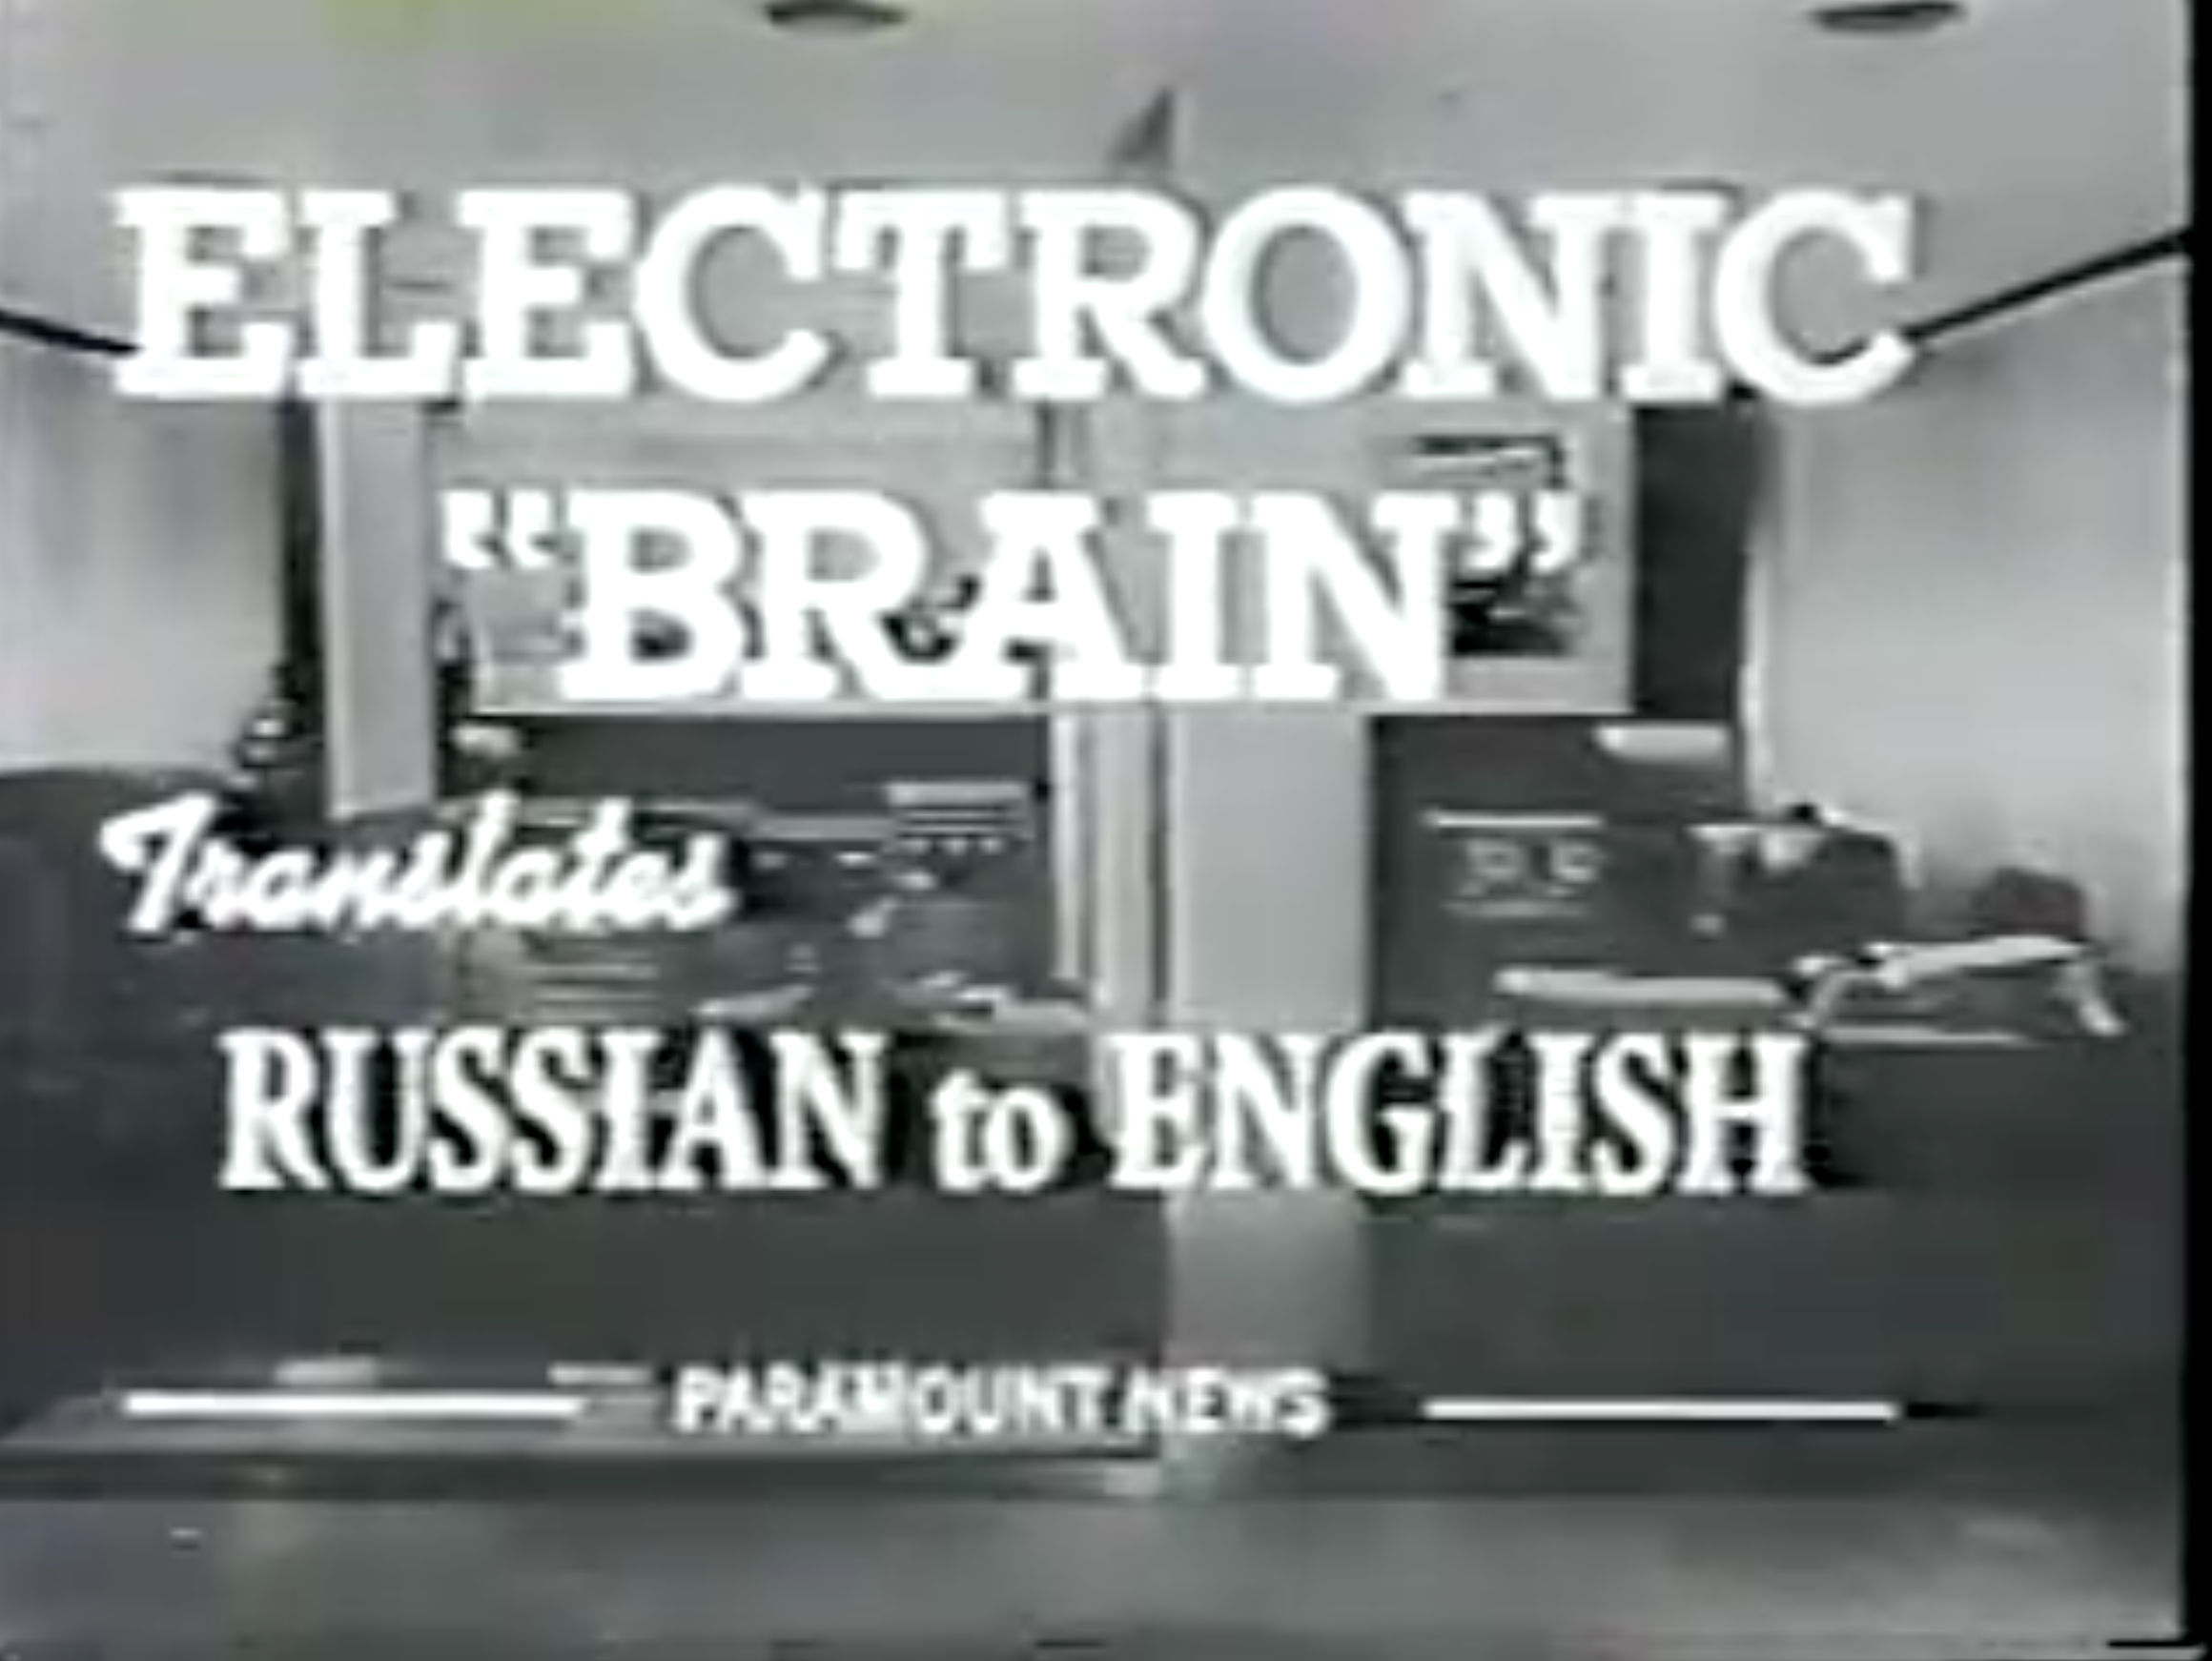 ELECTRONIC
“BRAIN”
Translates
RUSSIAN to ENGLISH
PARAMOUNT NEWS